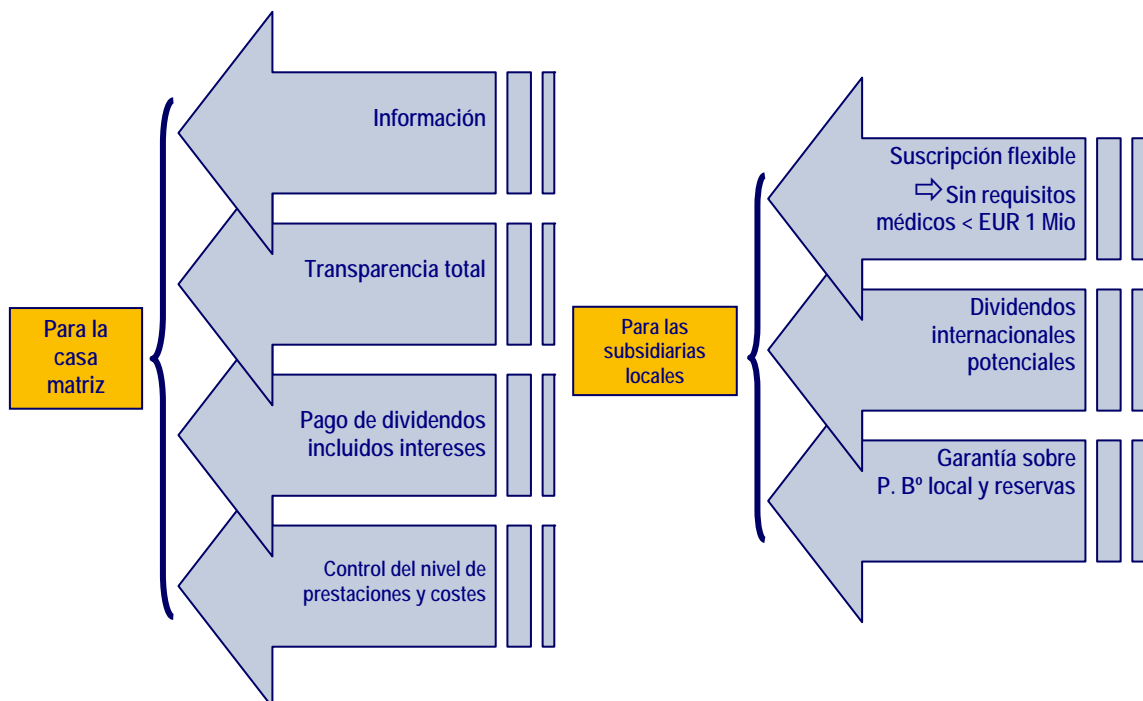 Para la
casa
matriz
Información
Transparencia total
Pago de dividendos
incluidos intereses
Control del nivel de
prestaciones y costes
Para las
subsidiarias
locales
Suscripción flexible
⇨ Sin requisitos
médicos < EUR 1 Mio
Dividendos
internacionales
potenciales
Garantía sobre
P. Bº local y reservas